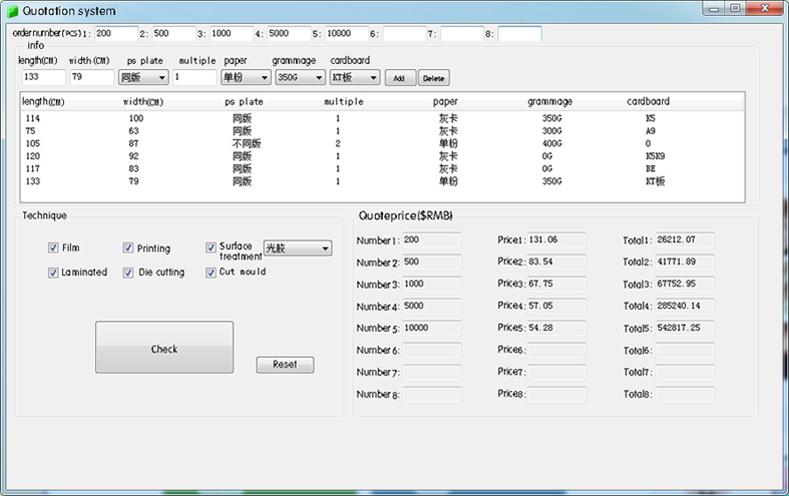 Quotation system
ordernumber(PCS) 1: 200 2: 500 3: 1000 4: 5000 5: 10000 6: 7: 8:
info
length(CM) width(CM) ps plate multiple paper grammage cardboard
133 79 同版 1 单粉 350G KT板 Add Delete
length(CM) width(CM) ps plate multiple paper grammage cardboard
114 100 同版 1 灰卡 350G K5
75 63 同版 1 灰卡 300G A9
105 87 不同版 2 单粉 400G 0
120 92 同版 1 灰卡 0G K5K9
117 83 同版 1 灰卡 0G BE
133 79 同版 1 单粉 350G KT板
Technique
Film Printing Surface treatment 光胶
Laminated Die cutting Cut mould
Check
Reset
Quoteprice($RMB)
Number1: 200 Price1: 131.06 Total1: 26212.07
Number2: 500 Price2: 83.54 Total2: 41771.89
Number3: 1000 Price3: 67.75 Total3: 67752.95
Number4: 5000 Price4: 57.05 Total4: 285240.14
Number5: 10000 Price5: 54.28 Total5: 542817.25
Number6: Price6: Total6:
Number7: Price7: Total7:
Number8: Price8: Total8: